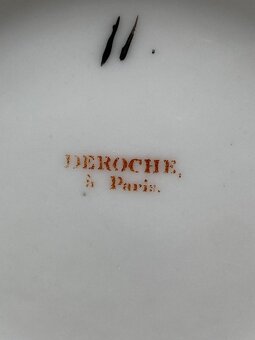 DEROCHE,
à Paris.